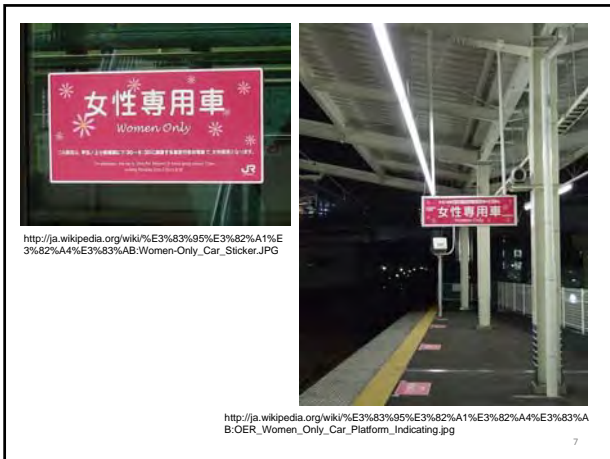 女性専用車
Women Only
JR
http://ja.wikipedia.org/wiki/%E3%83%95%E3%82%A1%E
3%82%A4%E3%83%AB:Women-Only_Car_Sticker.JPG
女性専用車
http://ja.wikipedia.org/wiki/%E3%83%95%E3%82%A1%E3%82%A4%E3%83%A
B:OER_Women_Only_Car_Platform_Indicating.jpg
7